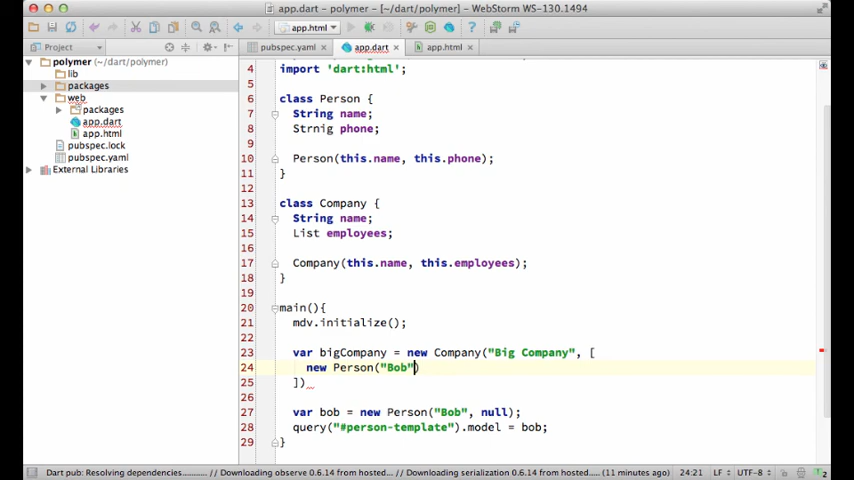 app.dart - polymer - [~/dart/polymer] - WebStorm WS-130.1494
app.html
Project
pubspec.yaml
app.dart
app.html
polymer (~/dart/polymer)
lib
packages
web
packages
app.dart
app.html
pubspec.lock
pubspec.yaml
External Libraries
4 import 'dart:html';
5
6 class Person {
7 String name;
8 Strnig phone;
9
10 Person(this.name, this.phone);
11 }
12
13 class Company {
14 String name;
15 List employees;
16
17 Company(this.name, this.employees);
18 }
19
20 main(){
21 mdv.initialize();
22
23 var bigCompany = new Company("Big Company", [
24 new Person("Bob")
25 ])
26
27 var bob = new Person("Bob", null);
28 query("#person-template").model = bob;
29 }
Dart pub: Resolving dependencies... // Downloading observe 0.6.14 from hosted... // Downloading serialization 0.6.14 from hosted... (11 minutes ago)
24:21
LF
UTF-8